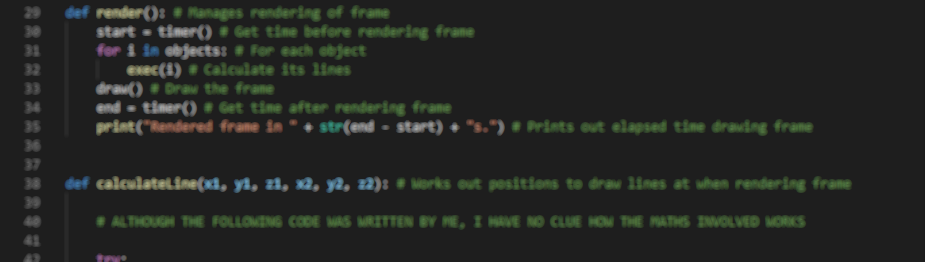 29 def render(): # Manages rendering of frame
30 start = timer() # Get time before rendering frame
31 for i in objects: # For each object
32 exec(i) # Calculate its lines
33 draw() # Draw the frame
34 end = timer() # Get time after rendering frame
35 print("Rendered frame in " + str(end - start) + "s.") # Prints out elapsed time drawing frame
36
37
38 def calculateLine(x1, y1, z1, x2, y2, z2): # Works out positions to draw lines at when rendering frame
39
40 # ALTHOUGH THE FOLLOWING CODE WAS WRITTEN BY ME, I HAVE NO CLUE HOW THE MATHS INVOLVED WORKS
41
42 try: